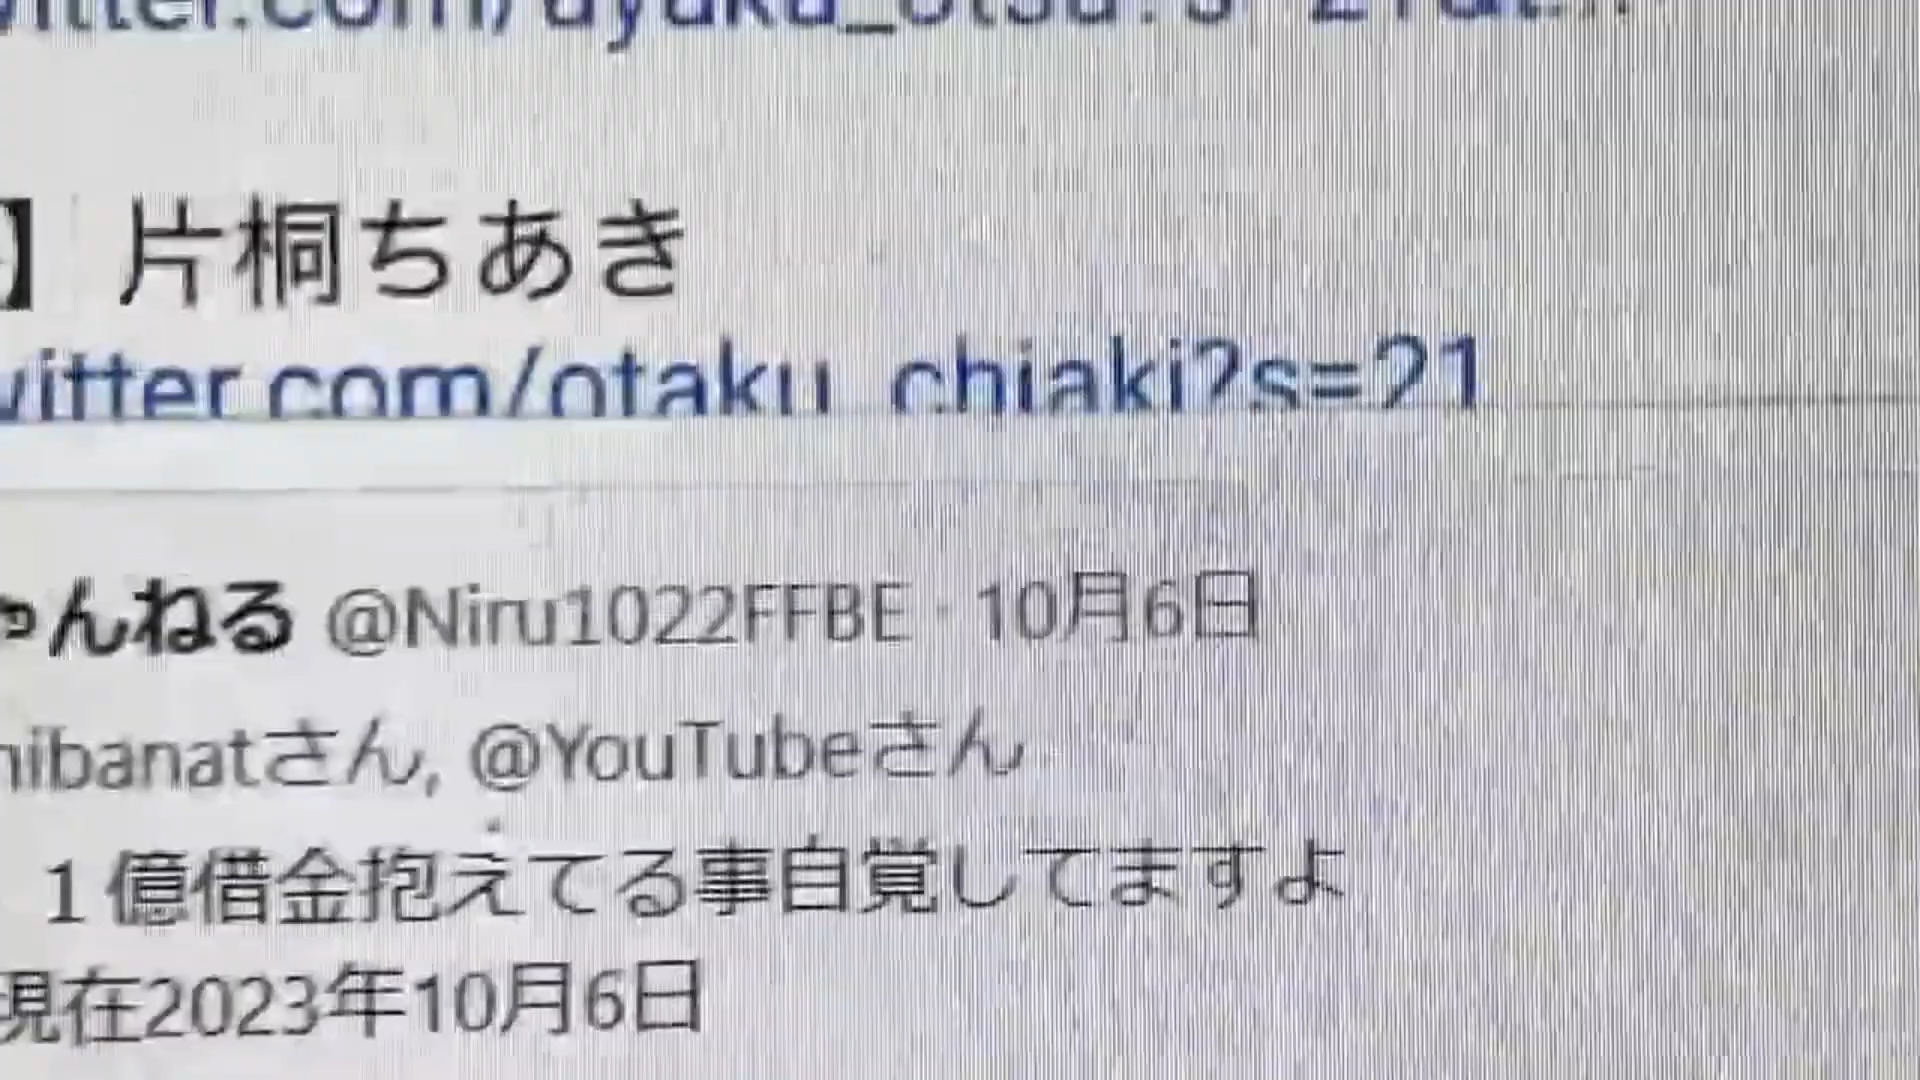 】片桐ちあき
witter.com/otaku_chiaki?s=21
ゃんねる @Niru1022FFBE · 10月6日
hibanatさん, @YouTubeさん
1億借金抱えてる事自覚してますよ
現在2023年10月6日